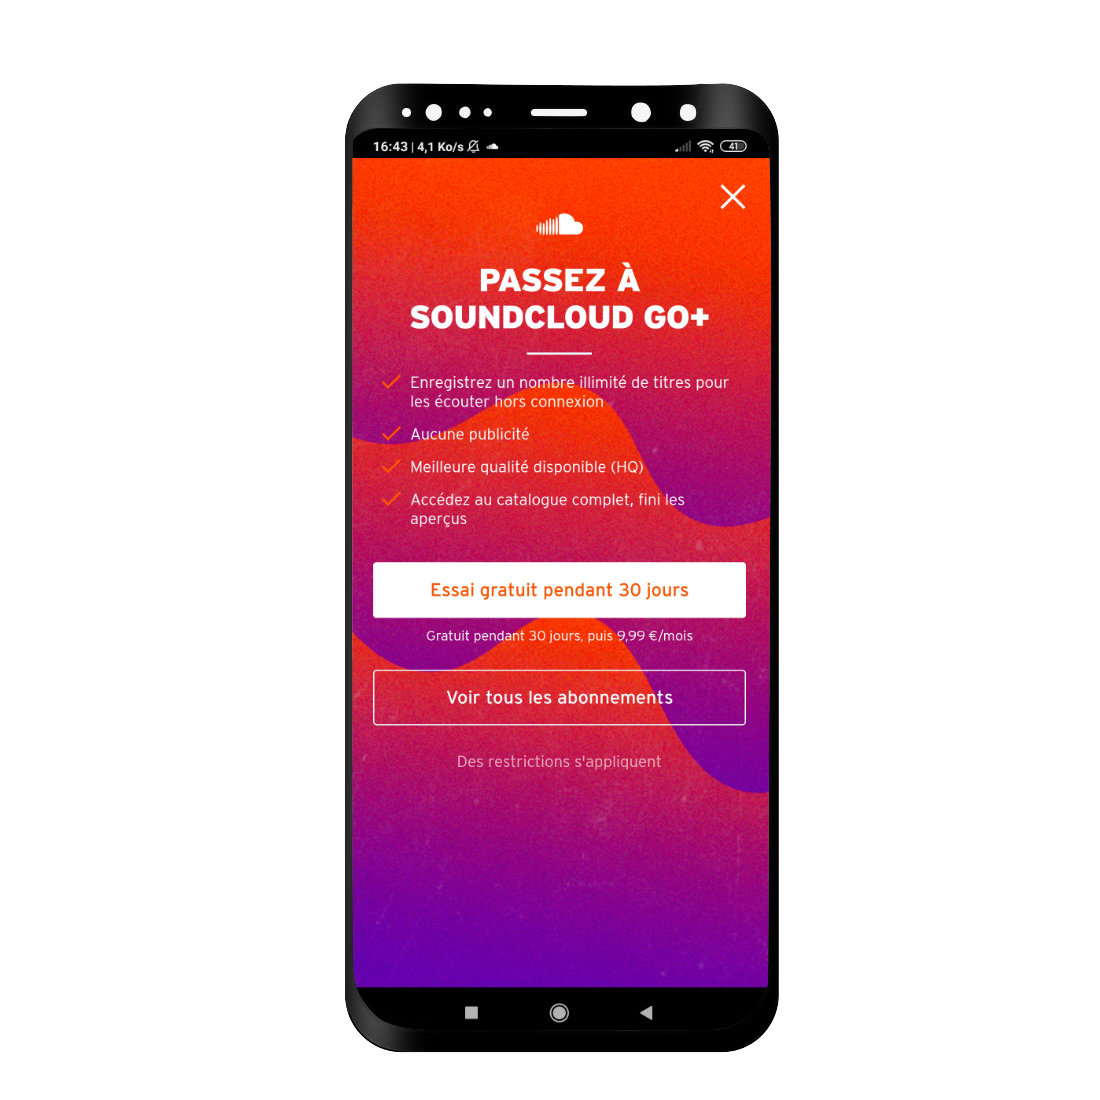 16:43 | 4,1 Ko/s
41
PASSEZ À
SOUNDCLOUD GO+
Enregistrez un nombre illimité de titres pour
les écouter hors connexion
Aucune publicité
Meilleure qualité disponible (HQ)
Accédez au catalogue complet, fini les
aperçus
Essai gratuit pendant 30 jours
Gratuit pendant 30 jours, puis 9,99 €/mois
Voir tous les abonnements
Des restrictions s'appliquent